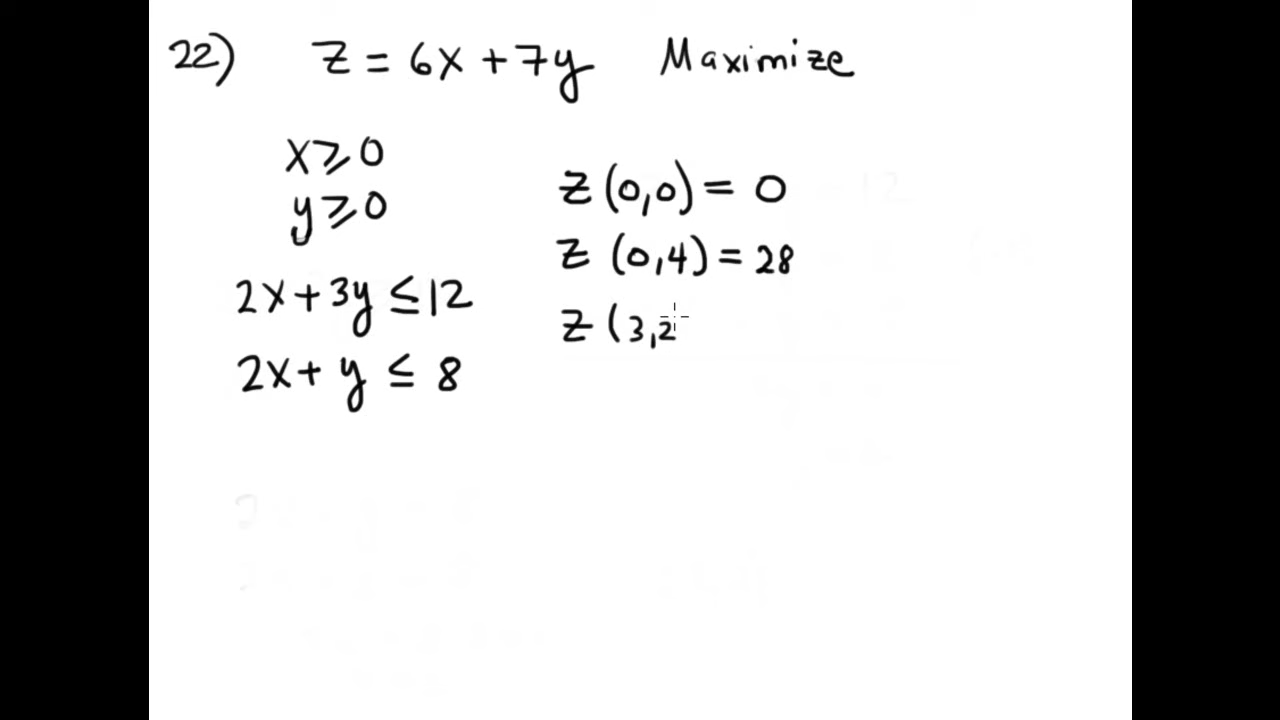 22) Z = 6x + 7y Maximize
x ≥ 0
y ≥ 0
2x + 3y ≤ 12
2x + y ≤ 8
Z (0,0) = 0
Z (0,4) = 28
Z (3,2